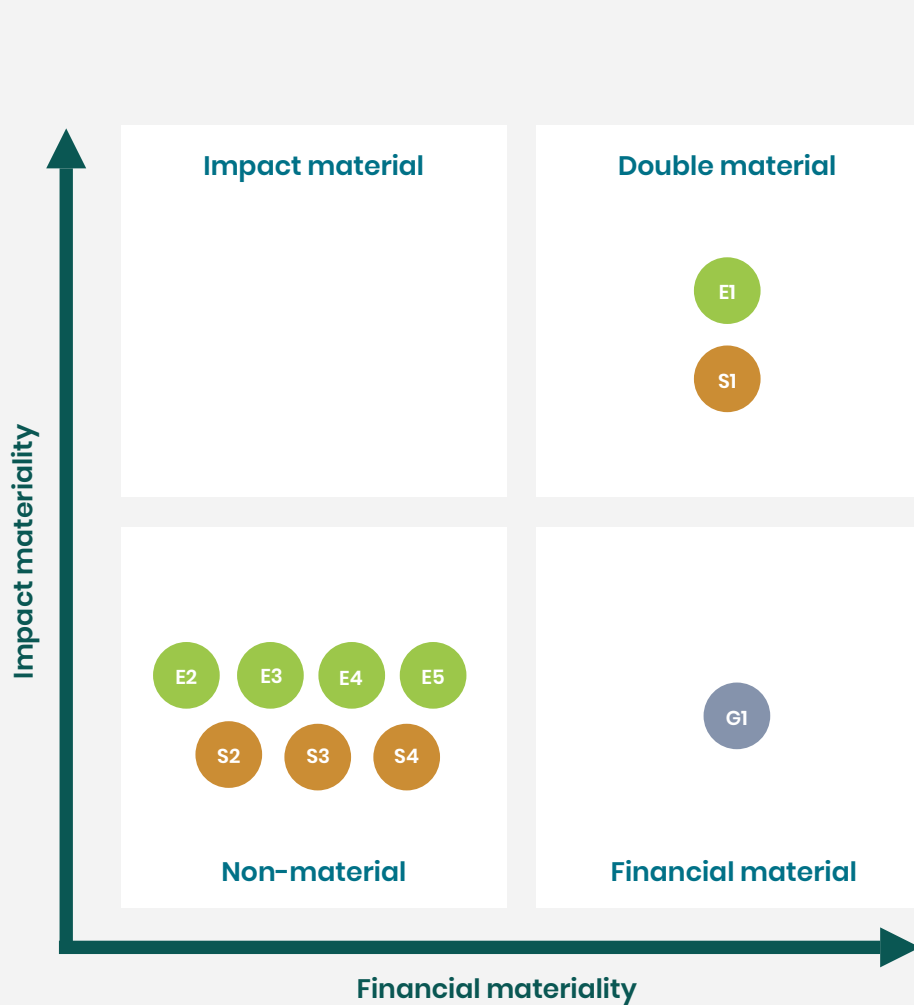 Impact material
Double material
E1
S1
Impact materiality
E2 E3 E4 E5
S2 S3 S4
G1
Non-material
Financial material
Financial materiality